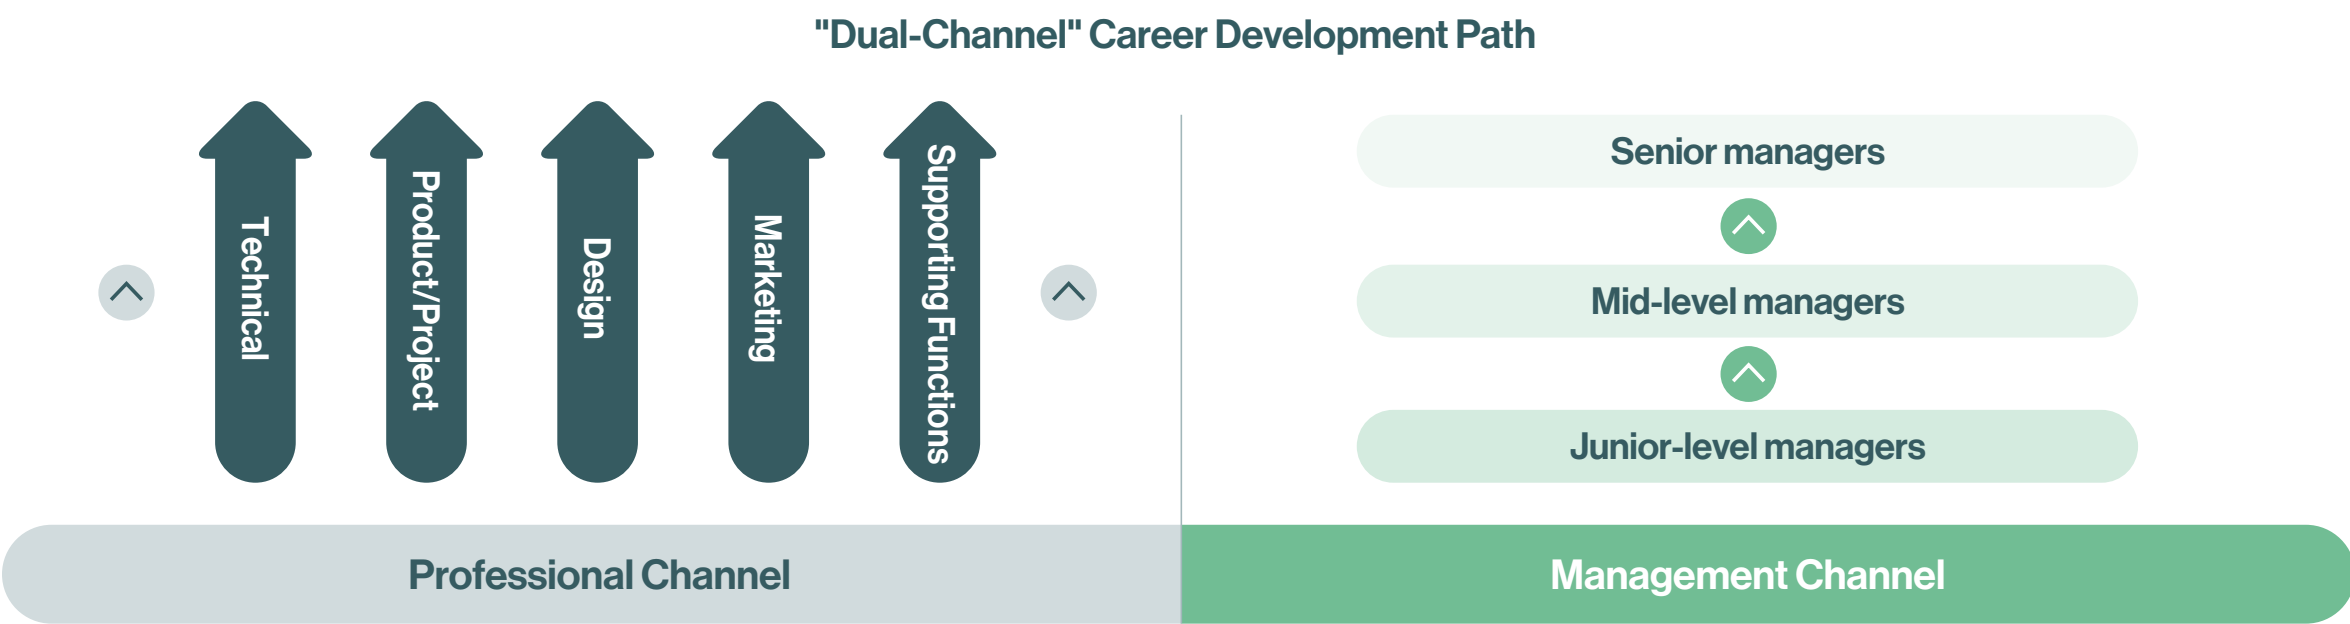 "Dual-Channel" Career Development Path
Technical
Product/Project
Design
Marketing
Supporting Functions
Senior managers
Mid-level managers
Junior-level managers
Professional Channel
Management Channel